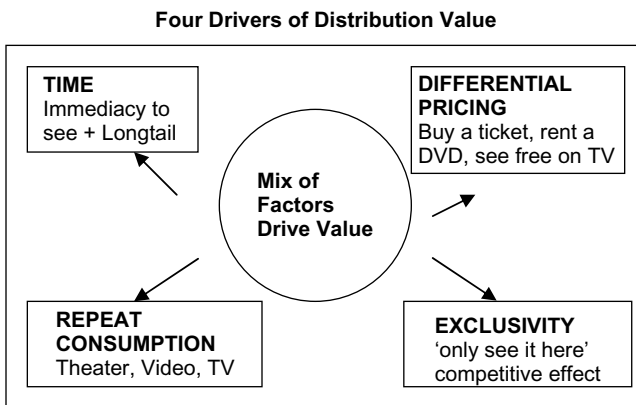 Four Drivers of Distribution Value
TIME
Immediacy to
see + Longtail
DIFFERENTIAL
PRICING
Buy a ticket, rent a
DVD, see free on TV
Mix of
Factors
Drive Value
REPEAT
CONSUMPTION
Theater, Video, TV
EXCLUSIVITY
‘only see it here’
competitive effect